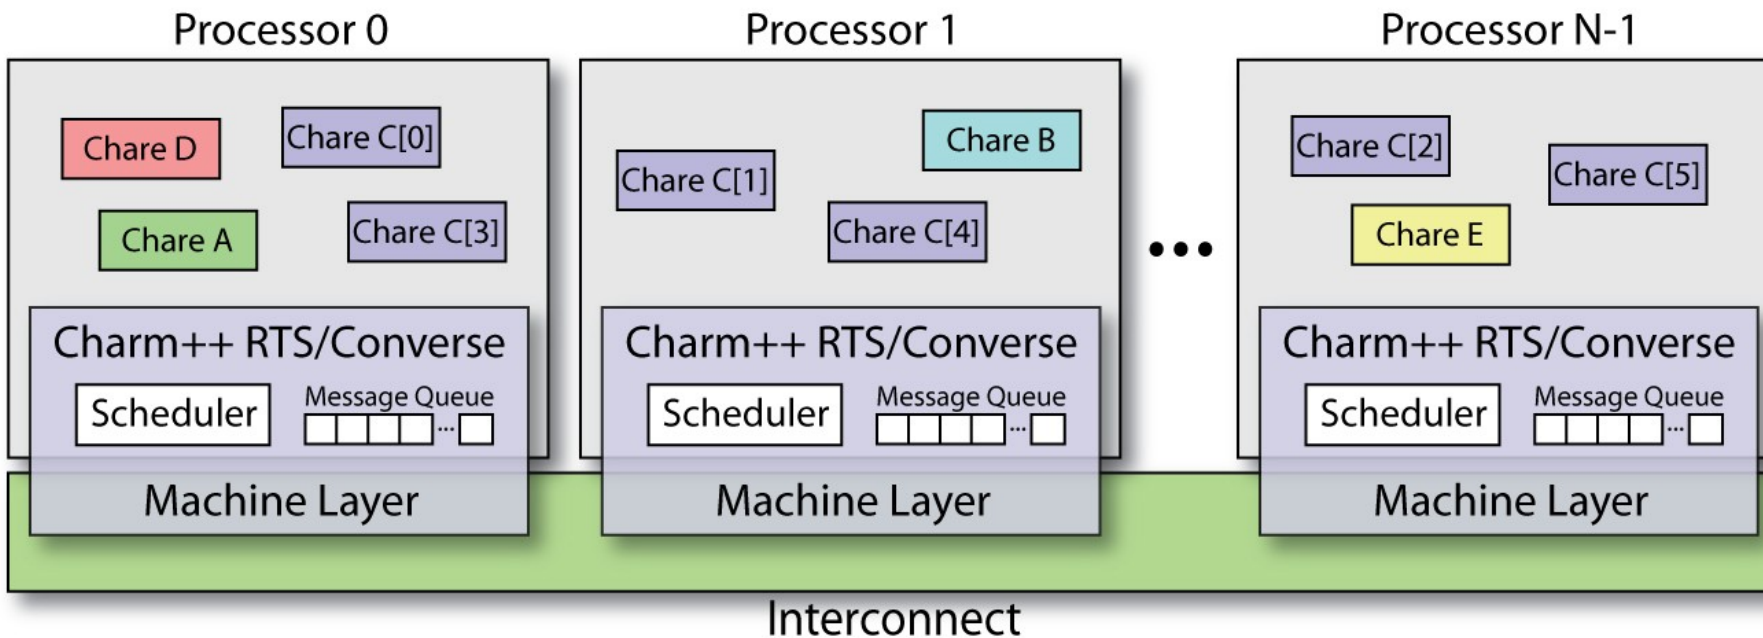 Processor 0
Processor 1
Processor N-1
Chare D
Chare C[0]
Chare A
Chare C[3]
Chare C[1]
Chare B
Chare C[4]
...
Chare C[2]
Chare C[5]
Chare E
Charm++ RTS/Converse
Scheduler
Message Queue
...
Machine Layer
Charm++ RTS/Converse
Scheduler
Message Queue
...
Machine Layer
Charm++ RTS/Converse
Scheduler
Message Queue
...
Machine Layer
Interconnect